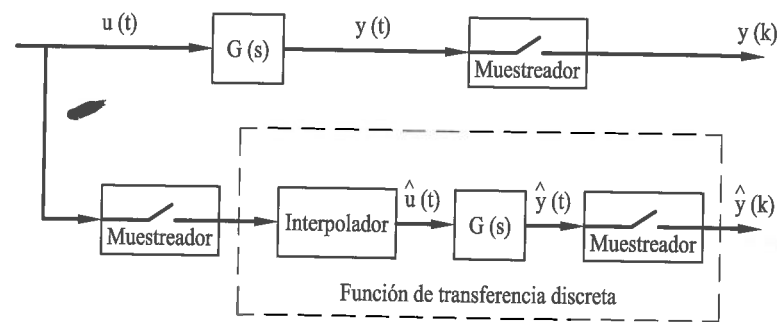 u (t)
G (s)
y (t)
Muestreador
y (k)
Muestreador
Interpolador
û (t)
G (s)
ŷ (t)
Muestreador
ŷ (k)
Función de transferencia discreta